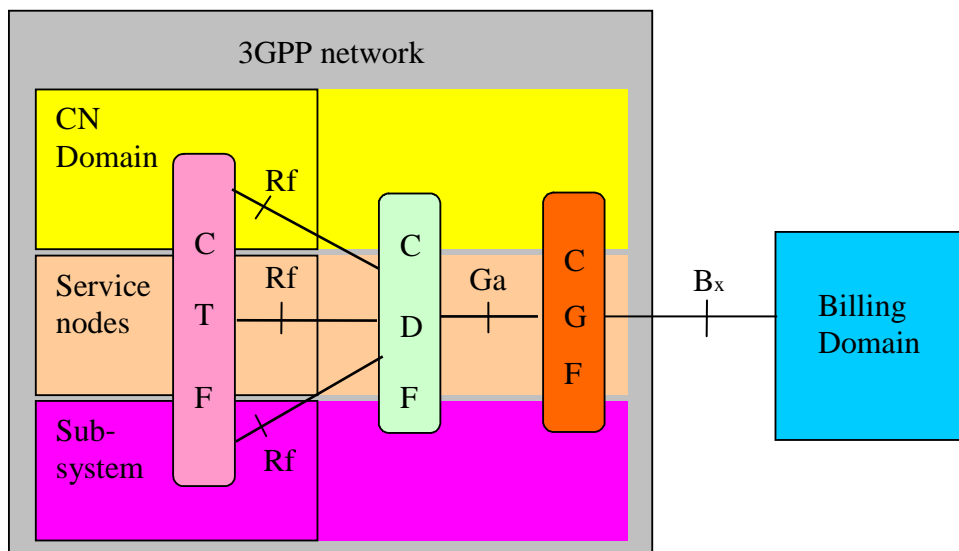 3GPP network
CN
Domain
Rf
C
T
F
Service
nodes
Rf
Sub-
system
Rf
C
D
F
Ga
C
G
F
Bx
Billing
Domain